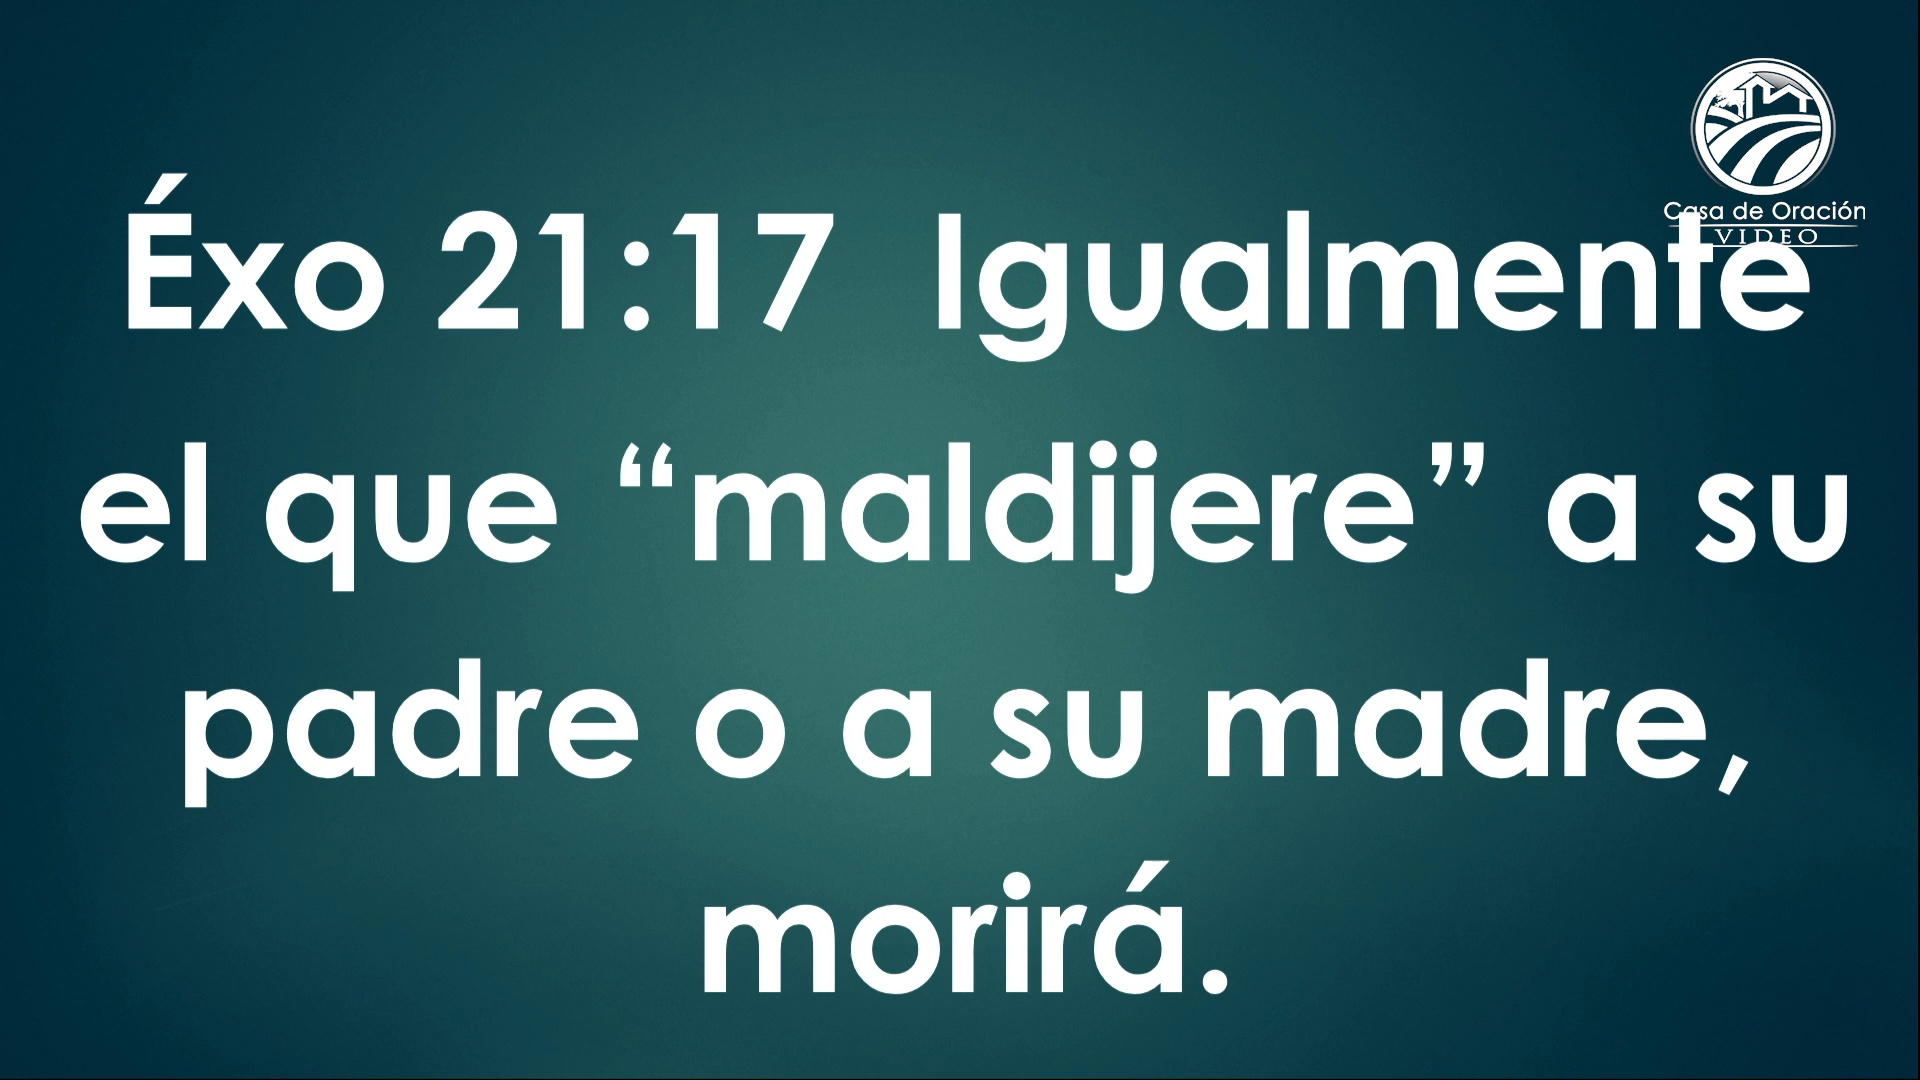 Casa de Oración
VIDEO
Éxo 21:17  Igualmente
el que “maldijere” a su
padre o a su madre,
morirá.